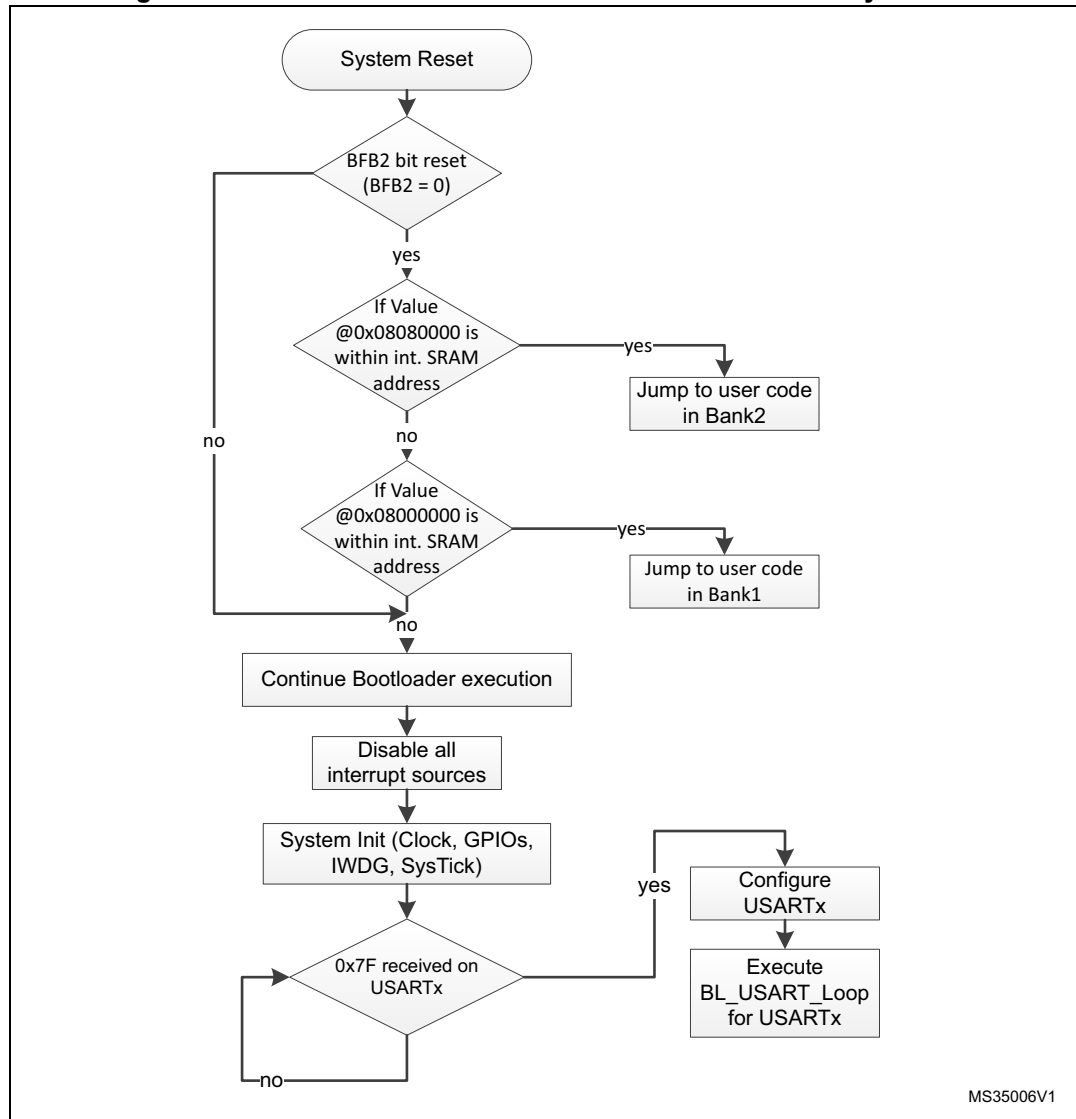 System Reset
BFB2 bit reset
(BFB2 = 0)
yes
If Value
@0x08080000 is
within int. SRAM
address
yes
Jump to user code
in Bank2
no
no
If Value
@0x08000000 is
within int. SRAM
address
yes
Jump to user code
in Bank1
no
Continue Bootloader execution
Disable all
interrupt sources
System Init (Clock, GPIOs,
IWDG, SysTick)
yes
Configure
USARTx
0x7F received on
USARTx
Execute
BL_USART_Loop
for USARTx
no
MS35006V1